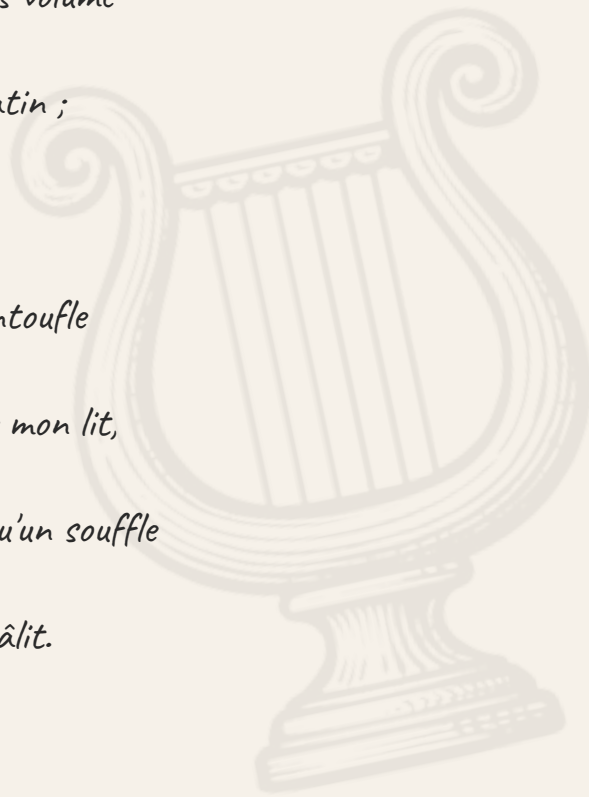 s volume
tin ;
ntoufle
mon lit,
u'un souffle
âlit.